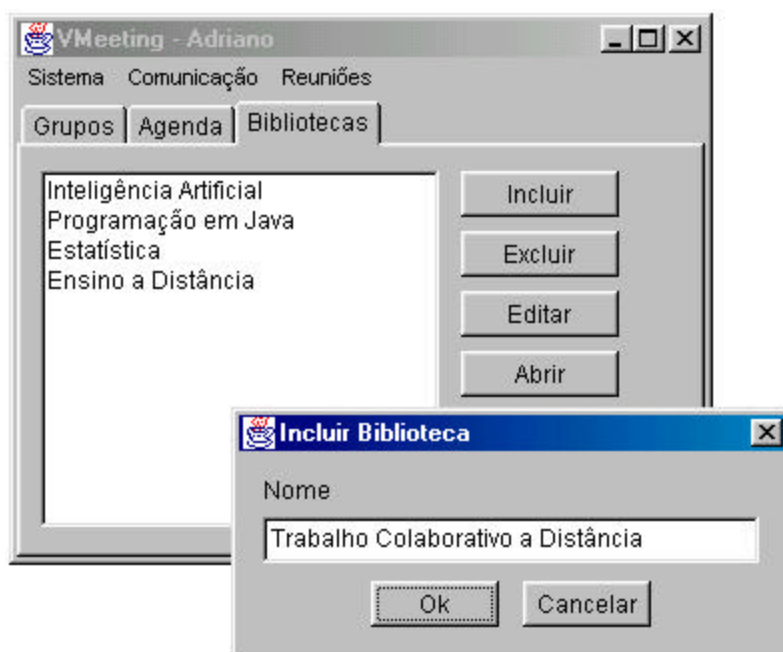 VMeeting - Adriano
Sistema Comunicação Reuniões
Grupos Agenda Bibliotecas
Inteligência Artificial
Programação em Java
Estatística
Ensino a Distância
Incluir
Excluir
Editar
Abrir
Incluir Biblioteca
Nome
Trabalho Colaborativo a Distância
Ok Cancelar